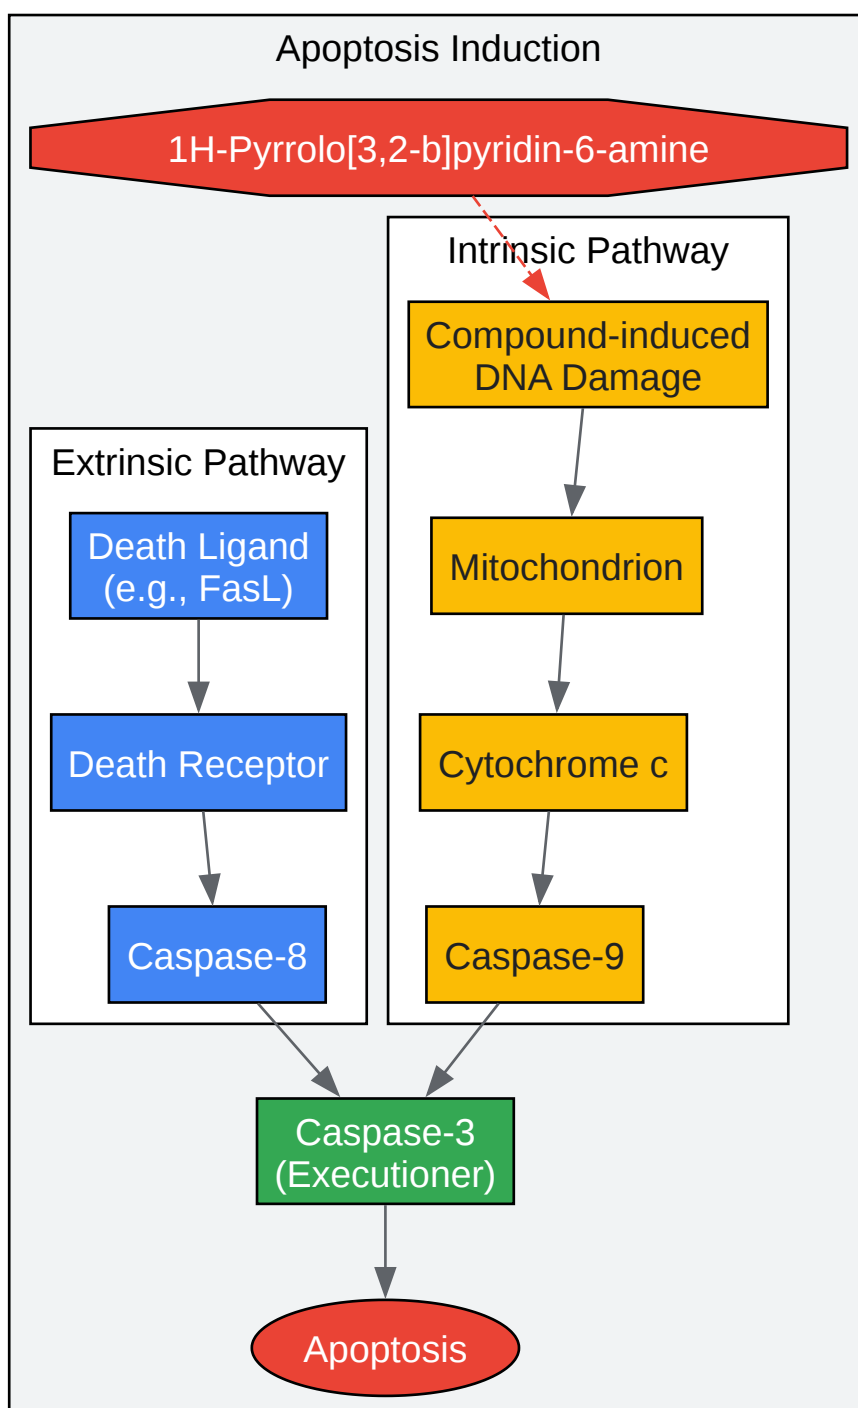 Apoptosis Induction
1H-Pyrrolo[3,2-b]pyridin-6-amine
Intrinsic Pathway
Compound-induced
DNA Damage
Mitochondrion
Cytochrome c
Caspase-9
Extrinsic Pathway
Death Ligand
(e.g., FasL)
Death Receptor
Caspase-8
Caspase-3
(Executioner)
Apoptosis